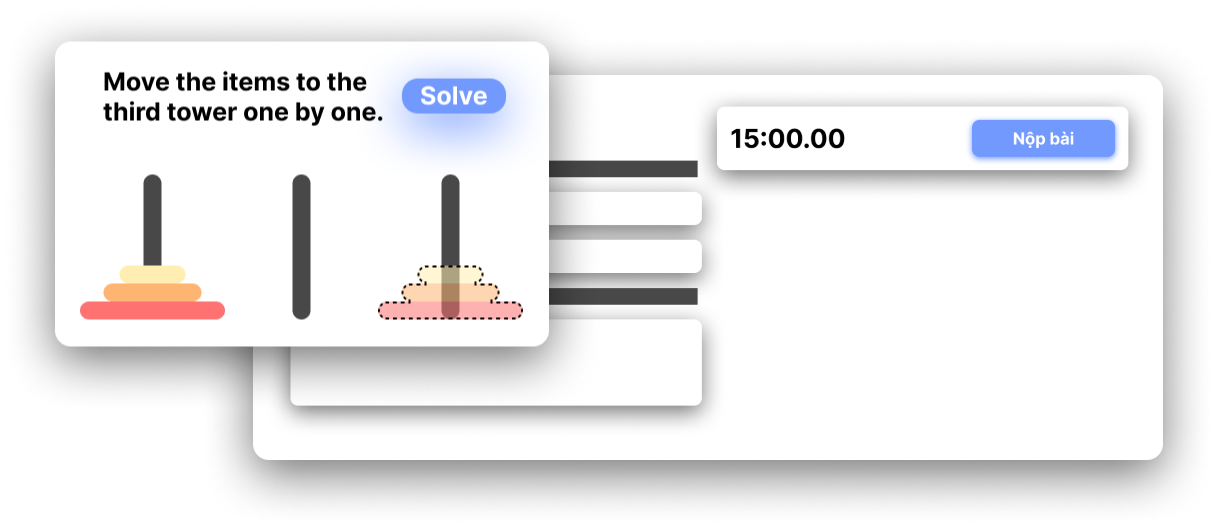 Move the items to the
third tower one by one.
Solve
15:00.00
Nộp bài